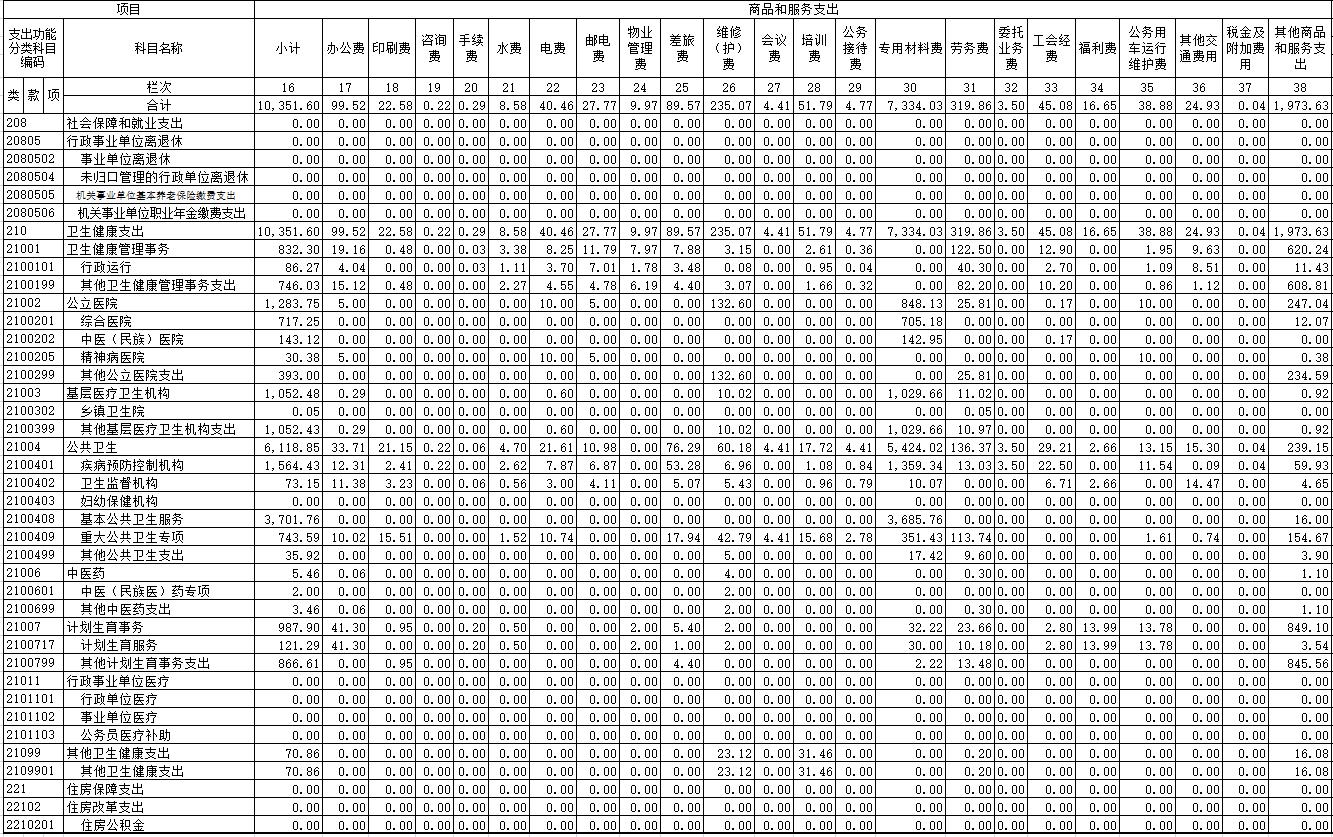 项目 商品和服务支出
支出功能分类科目编码 科目名称 小计 办公费 印刷费 咨询费 手续费 水费 电费 邮电费 物业管理费 差旅费 维修（护）费 会议费 培训费 公务接待费 专用材料费 劳务费 委托业务费 工会经费 福利费 公务用车运行维护费 其他交通费用 税金及附加费用 其他商品和服务支出
类 款 项 栏次 16 17 18 19 20 21 22 23 24 25 26 27 28 29 30 31 32 33 34 35 36 37 38
合计 10,351.60 99.52 22.58 0.22 0.29 8.58 40.46 27.77 9.97 89.57 235.07 4.41 51.79 4.77 7,334.03 319.86 3.50 45.08 16.65 38.88 24.93 0.04 1,973.63
208 社会保障和就业支出 0.00 0.00 0.00 0.00 0.00 0.00 0.00 0.00 0.00 0.00 0.00 0.00 0.00 0.00 0.00 0.00 0.00 0.00 0.00 0.00 0.00 0.00 0.00
20805 行政事业单位离退休 0.00 0.00 0.00 0.00 0.00 0.00 0.00 0.00 0.00 0.00 0.00 0.00 0.00 0.00 0.00 0.00 0.00 0.00 0.00 0.00 0.00 0.00 0.00
2080502 事业单位离退休 0.00 0.00 0.00 0.00 0.00 0.00 0.00 0.00 0.00 0.00 0.00 0.00 0.00 0.00 0.00 0.00 0.00 0.00 0.00 0.00 0.00 0.00 0.00
2080504 未归口管理的行政单位离退休 0.00 0.00 0.00 0.00 0.00 0.00 0.00 0.00 0.00 0.00 0.00 0.00 0.00 0.00 0.00 0.00 0.00 0.00 0.00 0.00 0.00 0.00 0.00
2080505 机关事业单位基本养老保险缴费支出 0.00 0.00 0.00 0.00 0.00 0.00 0.00 0.00 0.00 0.00 0.00 0.00 0.00 0.00 0.00 0.00 0.00 0.00 0.00 0.00 0.00 0.00 0.00
2080506 机关事业单位职业年金缴费支出 0.00 0.00 0.00 0.00 0.00 0.00 0.00 0.00 0.00 0.00 0.00 0.00 0.00 0.00 0.00 0.00 0.00 0.00 0.00 0.00 0.00 0.00 0.00
210 卫生健康支出 10,351.60 99.52 22.58 0.22 0.29 8.58 40.46 27.77 9.97 89.57 235.07 4.41 51.79 4.77 7,334.03 319.86 3.50 45.08 16.65 38.88 24.93 0.04 1,973.63
21001 卫生健康管理事务 832.30 19.16 0.48 0.00 0.03 3.38 8.25 11.79 7.97 7.88 3.15 0.00 2.61 0.36 0.00 122.50 0.00 12.90 0.00 1.95 9.63 0.00 620.24
2100101 行政运行 86.27 4.04 0.00 0.00 0.03 1.11 3.70 7.01 1.78 3.48 0.08 0.00 0.95 0.04 0.00 40.30 0.00 2.70 0.00 1.09 8.51 0.00 11.43
2100199 其他卫生健康管理事务支出 746.03 15.12 0.48 0.00 0.00 2.27 4.55 4.78 6.19 4.40 3.07 0.00 1.66 0.32 0.00 82.20 0.00 10.20 0.00 0.86 1.12 0.00 608.81
21002 公立医院 1,283.75 5.00 0.00 0.00 0.00 0.00 10.00 5.00 0.00 0.00 132.60 0.00 0.00 0.00 848.13 25.81 0.00 0.17 0.00 10.00 0.00 0.00 247.04
2100201 综合医院 717.25 0.00 0.00 0.00 0.00 0.00 0.00 0.00 0.00 0.00 0.00 0.00 0.00 0.00 705.18 0.00 0.00 0.00 0.00 0.00 0.00 0.00 12.07
2100202 中医（民族）医院 143.12 0.00 0.00 0.00 0.00 0.00 0.00 0.00 0.00 0.00 0.00 0.00 0.00 0.00 142.95 0.00 0.00 0.17 0.00 0.00 0.00 0.00 0.00
2100205 精神病医院 30.38 5.00 0.00 0.00 0.00 0.00 10.00 5.00 0.00 0.00 0.00 0.00 0.00 0.00 0.00 0.00 0.00 0.00 0.00 10.00 0.00 0.00 0.38
2100299 其他公立医院支出 393.00 0.00 0.00 0.00 0.00 0.00 0.00 0.00 0.00 0.00 132.60 0.00 0.00 0.00 0.00 25.81 0.00 0.00 0.00 0.00 0.00 0.00 234.59
21003 基层医疗卫生机构 1,052.48 0.29 0.00 0.00 0.00 0.00 0.60 0.00 0.00 0.00 10.02 0.00 0.00 0.00 1,029.66 11.02 0.00 0.00 0.00 0.00 0.00 0.00 0.92
2100302 乡镇卫生院 0.05 0.00 0.00 0.00 0.00 0.00 0.00 0.00 0.00 0.00 0.00 0.00 0.00 0.00 0.00 0.05 0.00 0.00 0.00 0.00 0.00 0.00 0.00
2100399 其他基层医疗卫生机构支出 1,052.43 0.29 0.00 0.00 0.00 0.00 0.60 0.00 0.00 0.00 10.02 0.00 0.00 0.00 1,029.66 10.97 0.00 0.00 0.00 0.00 0.00 0.00 0.92
21004 公共卫生 6,118.85 33.71 21.15 0.22 0.06 4.70 21.61 10.98 0.00 76.29 60.18 4.41 17.72 4.41 5,424.02 136.37 3.50 29.21 2.66 13.15 15.30 0.04 239.15
2100401 疾病预防控制机构 1,564.43 12.31 2.41 0.22 0.00 2.62 7.87 6.87 0.00 53.28 6.96 0.00 1.08 0.84 1,359.34 13.03 3.50 22.50 0.00 11.54 0.09 0.04 59.93
2100402 卫生监督机构 73.15 11.38 3.23 0.00 0.06 0.56 3.00 4.11 0.00 5.07 5.43 0.00 0.96 0.79 10.07 0.00 0.00 6.71 2.66 0.00 14.47 0.00 4.65
2100403 妇幼保健机构 0.00 0.00 0.00 0.00 0.00 0.00 0.00 0.00 0.00 0.00 0.00 0.00 0.00 0.00 0.00 0.00 0.00 0.00 0.00 0.00 0.00 0.00 0.00
2100408 基本公共卫生服务 3,701.76 0.00 0.00 0.00 0.00 0.00 0.00 0.00 0.00 0.00 0.00 0.00 0.00 0.00 3,685.76 0.00 0.00 0.00 0.00 0.00 0.00 0.00 16.00
2100409 重大公共卫生专项 743.59 10.02 15.51 0.00 0.00 1.52 10.74 0.00 0.00 17.94 42.79 4.41 15.68 2.78 351.43 113.74 0.00 0.00 0.00 1.61 0.74 0.00 154.67
2100499 其他公共卫生支出 35.92 0.00 0.00 0.00 0.00 0.00 0.00 0.00 0.00 0.00 5.00 0.00 0.00 0.00 17.42 9.60 0.00 0.00 0.00 0.00 0.00 0.00 3.90
21006 中医药 5.46 0.06 0.00 0.00 0.00 0.00 0.00 0.00 0.00 0.00 4.00 0.00 0.00 0.00 0.00 0.30 0.00 0.00 0.00 0.00 0.00 0.00 1.10
2100601 中医（民族医）药专项 2.00 0.00 0.00 0.00 0.00 0.00 0.00 0.00 0.00 0.00 2.00 0.00 0.00 0.00 0.00 0.00 0.00 0.00 0.00 0.00 0.00 0.00 0.00
2100699 其他中医药支出 3.46 0.06 0.00 0.00 0.00 0.00 0.00 0.00 0.00 0.00 2.00 0.00 0.00 0.00 0.00 0.30 0.00 0.00 0.00 0.00 0.00 0.00 1.10
21007 计划生育事务 987.90 41.30 0.95 0.00 0.20 0.50 0.00 0.00 2.00 5.40 2.00 0.00 0.00 0.00 32.22 23.66 0.00 2.80 13.99 13.78 0.00 0.00 849.10
2100717 计划生育服务 121.29 41.30 0.00 0.00 0.20 0.50 0.00 0.00 2.00 1.00 2.00 0.00 0.00 0.00 30.00 10.18 0.00 2.80 13.99 13.78 0.00 0.00 3.54
2100799 其他计划生育事务支出 866.61 0.00 0.95 0.00 0.00 0.00 0.00 0.00 0.00 4.40 0.00 0.00 0.00 0.00 2.22 13.48 0.00 0.00 0.00 0.00 0.00 0.00 845.56
21011 行政事业单位医疗 0.00 0.00 0.00 0.00 0.00 0.00 0.00 0.00 0.00 0.00 0.00 0.00 0.00 0.00 0.00 0.00 0.00 0.00 0.00 0.00 0.00 0.00 0.00
2101101 行政单位医疗 0.00 0.00 0.00 0.00 0.00 0.00 0.00 0.00 0.00 0.00 0.00 0.00 0.00 0.00 0.00 0.00 0.00 0.00 0.00 0.00 0.00 0.00 0.00
2101102 事业单位医疗 0.00 0.00 0.00 0.00 0.00 0.00 0.00 0.00 0.00 0.00 0.00 0.00 0.00 0.00 0.00 0.00 0.00 0.00 0.00 0.00 0.00 0.00 0.00
2101103 公务员医疗补助 0.00 0.00 0.00 0.00 0.00 0.00 0.00 0.00 0.00 0.00 0.00 0.00 0.00 0.00 0.00 0.00 0.00 0.00 0.00 0.00 0.00 0.00 0.00
21099 其他卫生健康支出 70.86 0.00 0.00 0.00 0.00 0.00 0.00 0.00 0.00 0.00 23.12 0.00 31.46 0.00 0.00 0.20 0.00 0.00 0.00 0.00 0.00 0.00 16.08
2109901 其他卫生健康支出 70.86 0.00 0.00 0.00 0.00 0.00 0.00 0.00 0.00 0.00 23.12 0.00 31.46 0.00 0.00 0.20 0.00 0.00 0.00 0.00 0.00 0.00 16.08
221 住房保障支出 0.00 0.00 0.00 0.00 0.00 0.00 0.00 0.00 0.00 0.00 0.00 0.00 0.00 0.00 0.00 0.00 0.00 0.00 0.00 0.00 0.00 0.00 0.00
22102 住房改革支出 0.00 0.00 0.00 0.00 0.00 0.00 0.00 0.00 0.00 0.00 0.00 0.00 0.00 0.00 0.00 0.00 0.00 0.00 0.00 0.00 0.00 0.00 0.00
2210201 住房公积金 0.00 0.00 0.00 0.00 0.00 0.00 0.00 0.00 0.00 0.00 0.00 0.00 0.00 0.00 0.00 0.00 0.00 0.00 0.00 0.00 0.00 0.00 0.00